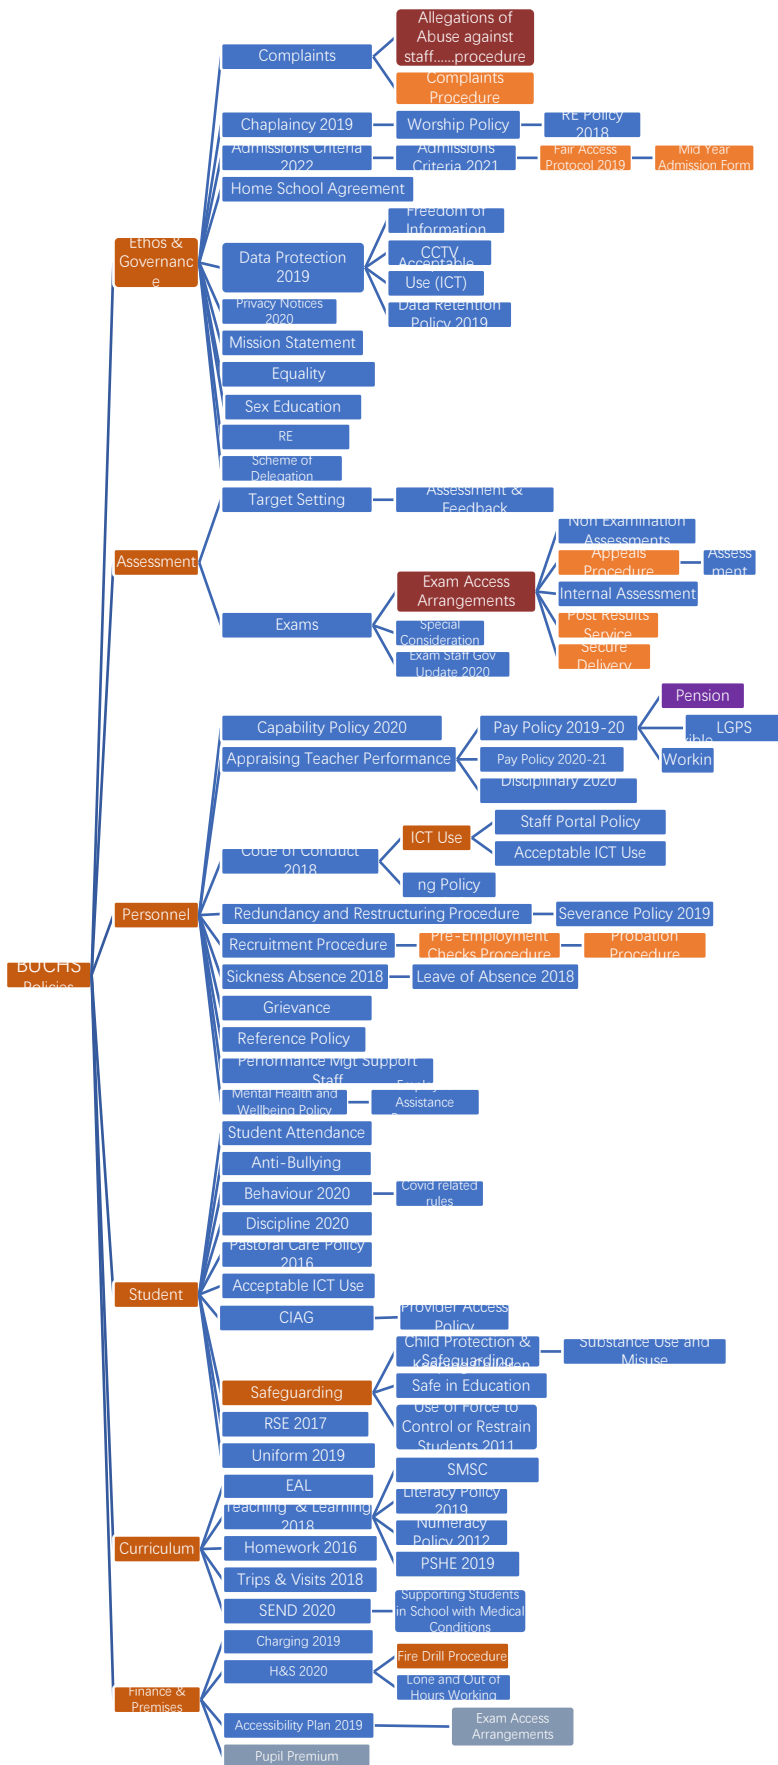 Allegations of
Abuse against
staff......procedure
Complaints
Complaints
Procedure
Chaplaincy 2019
Worship Policy
RE Policy
2018
Admissions Criteria
2022
Admissions
Criteria 2021
Fair Access
Protocol 2019
Mid Year
Admission Form
Home School Agreement
Ethos &
Governanc
e
Data Protection
2019
Freedom of
Information
CCTV
Acceptable
Use (ICT)
Data Retention
Policy 2019
Privacy Notices
2020
Mission Statement
Equality
Sex Education
RE
Scheme of
Delegation
Assessment
Target Setting
Assessment &
Feedback
Exams
Exam Access
Arrangements
Non Examination
Assessments
Appeals
Procedure
Assess
ment
Internal Assessment
Post Results
Service
Secure
Delivery
Special
Consideration
Exam Staff Gov
Update 2020
Personnel
Capability Policy 2020
Appraising Teacher Performance
Pay Policy 2019-20
Pension
LGPS
xible
Workin
Pay Policy 2020-21
Disciplinary 2020
Code of Conduct
2018
ICT Use
Staff Portal Policy
Acceptable ICT Use
ng Policy
Redundancy and Restructuring Procedure
Severance Policy 2019
Recruitment Procedure
Pre-Employment
Checks Procedure
Probation
Procedure
Sickness Absence 2018
Leave of Absence 2018
BUCHS
Policies
Grievance
Reference Policy
Performance Mgt Support
Staff
Mental Health and
Wellbeing Policy
Assistance
Student
Student Attendance
Anti-Bullying
Behaviour 2020
Covid related
rules
Discipline 2020
Pastoral Care Policy
2016
Acceptable ICT Use
CIAG
Provider Access
Policy
Safeguarding
Child Protection &
Safeguarding
Substance Use and
Misuse
Keeping Children
Safe in Education
Use of Force to
Control or Restrain
Students 2011
RSE 2017
Uniform 2019
Curriculum
EAL
Teaching & Learning
2018
SMSC
Literacy Policy
2019
Numeracy
Policy 2012
PSHE 2019
Homework 2016
Trips & Visits 2018
SEND 2020
Supporting Students
in School with Medical
Conditions
Finance &
Premises
Charging 2019
H&S 2020
Fire Drill Procedure
Lone and Out of
Hours Working
Accessibility Plan 2019
Exam Access
Arrangements
Pupil Premium